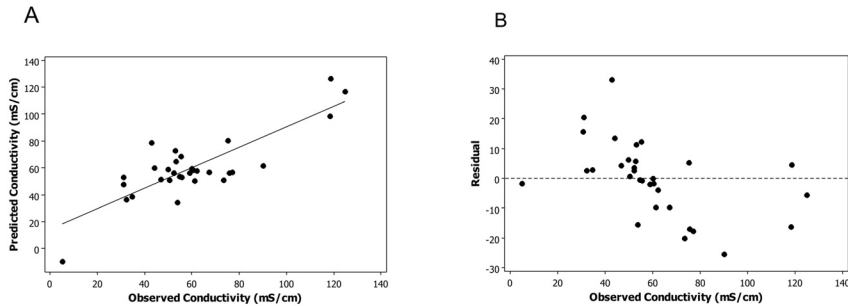 A
B
Predicted Conductivity (mS/cm)
140
120
100
80
60
40
20
0
0 20 40 60 80 100 120 140
Observed Conductivity (mS/cm)
Residual
40
30
20
10
0
-10
-20
-30
0 20 40 60 80 100 120 140
Observed Conductivity (mS/cm)